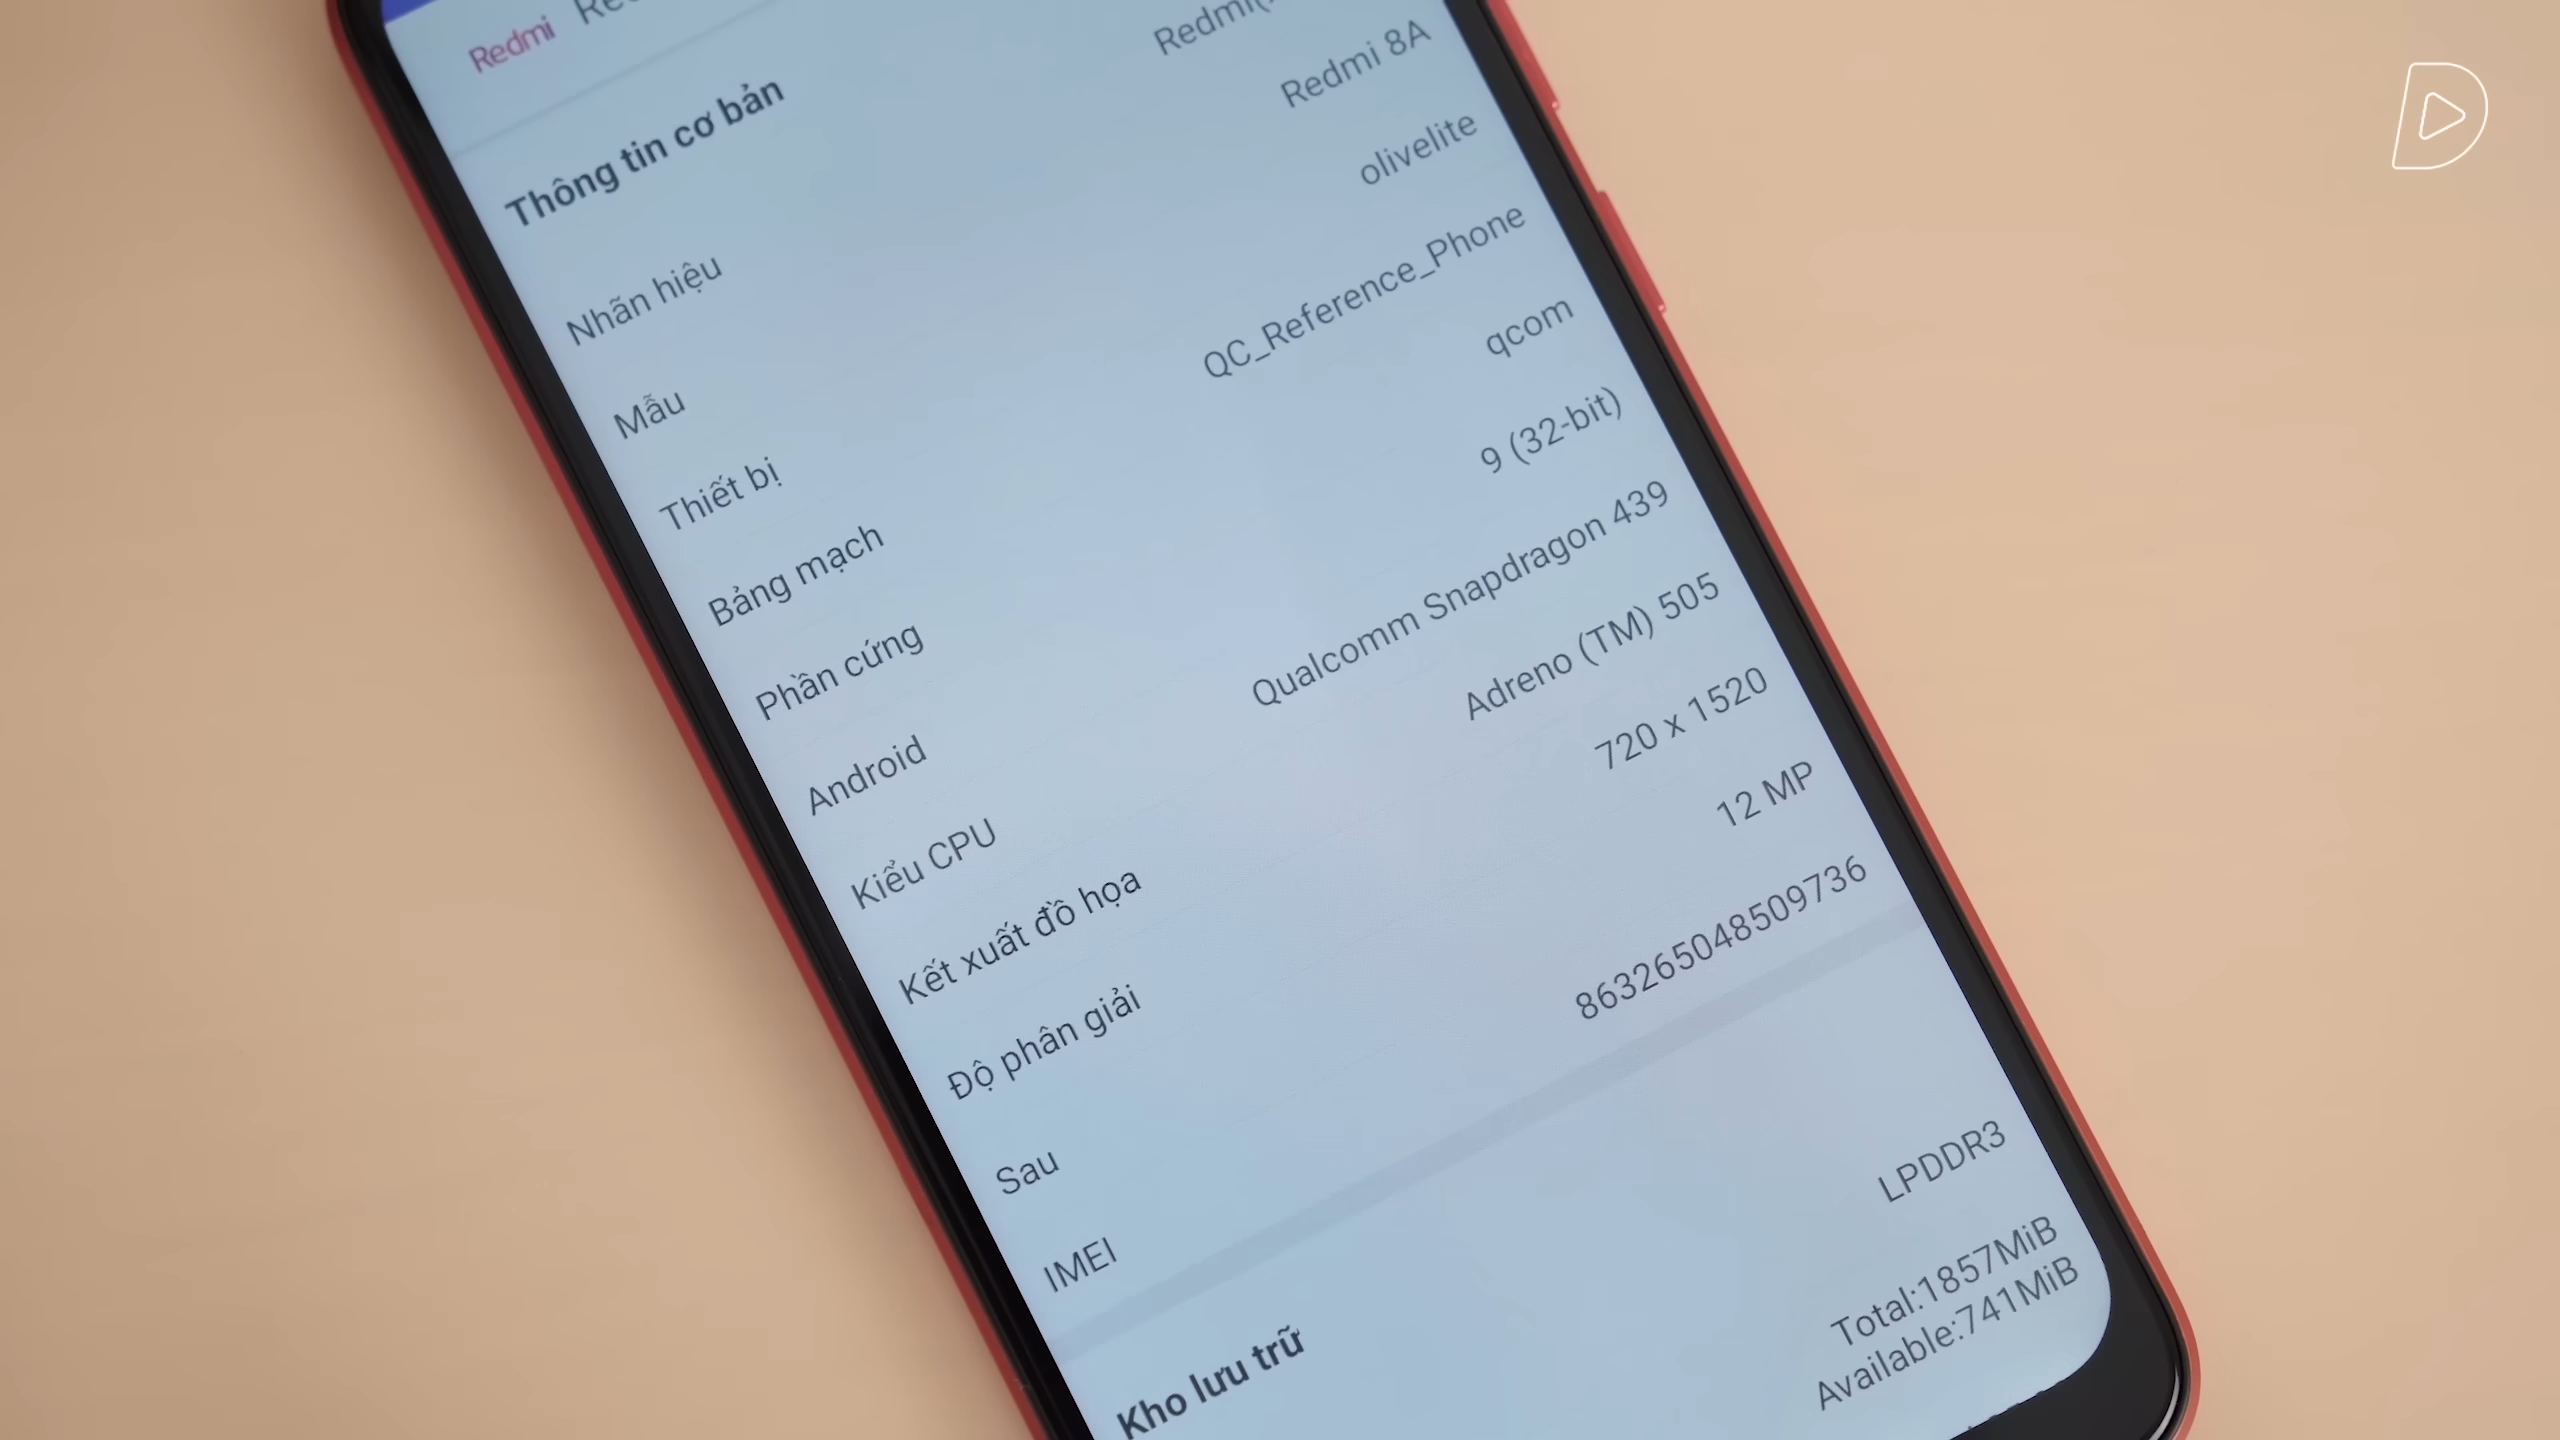 Redmi
Thông tin cơ bản
Nhãn hiệu
Mẫu Redmi 8A
Thiết bị olivelite
Bảng mạch QC_Reference_Phone
Phần cứng qcom
Android 9 (32-bit)
Kiểu CPU Qualcomm Snapdragon 439
Kết xuất đồ họa Adreno (TM) 505
Độ phân giải 720 x 1520
Sau 12 MP
IMEI 863265048509736
Kho lưu trữ
LPDDR3
Total:1857MiB
Available:741MiB